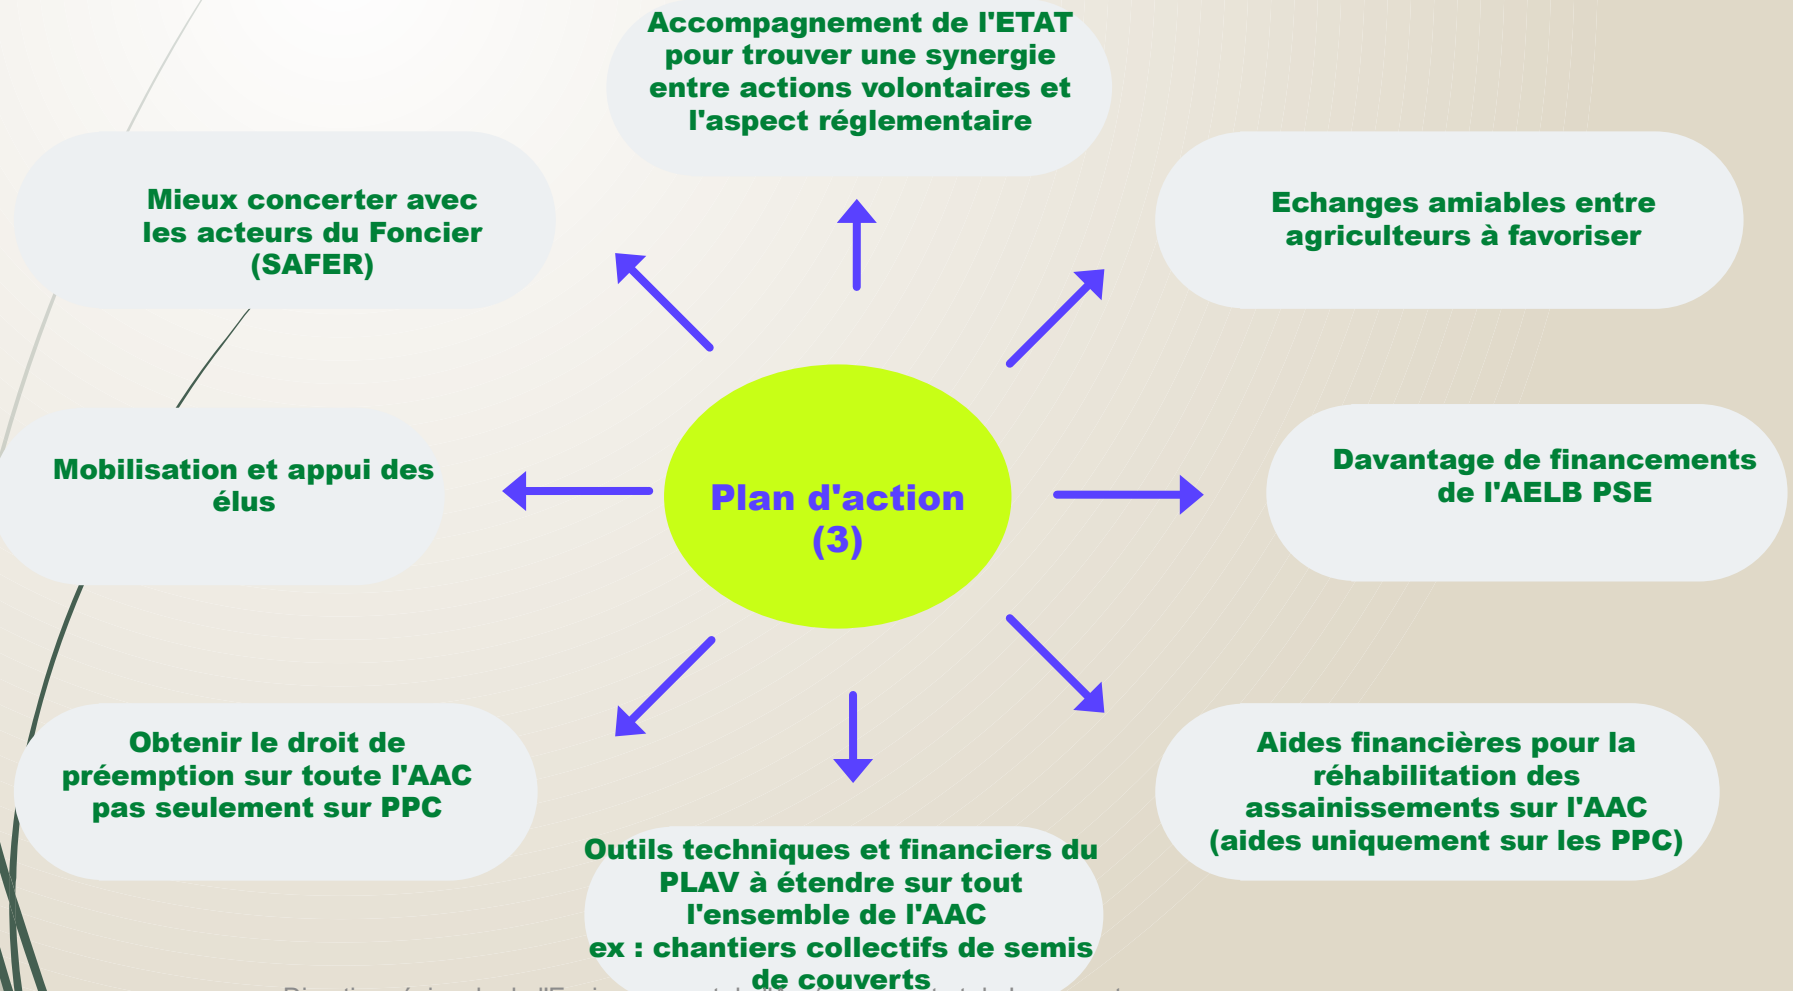 Accompagnement de l'ETAT
pour trouver une synergie
entre actions volontaires et
l'aspect réglementaire
Mieux concerter avec
les acteurs du Foncier
(SAFER)
Echanges amiables entre
agriculteurs à favoriser
Mobilisation et appui des
élus
Plan d'action
(3)
Davantage de financements
de l'AELB PSE
Obtenir le droit de
préemption sur toute l'AAC
pas seulement sur PPC
Aides financières pour la
réhabilitation des
assainissements sur l'AAC
(aides uniquement sur les PPC)
Outils techniques et financiers du
PLAV à étendre sur tout
l'ensemble de l'AAC
ex : chantiers collectifs de semis
de couverts